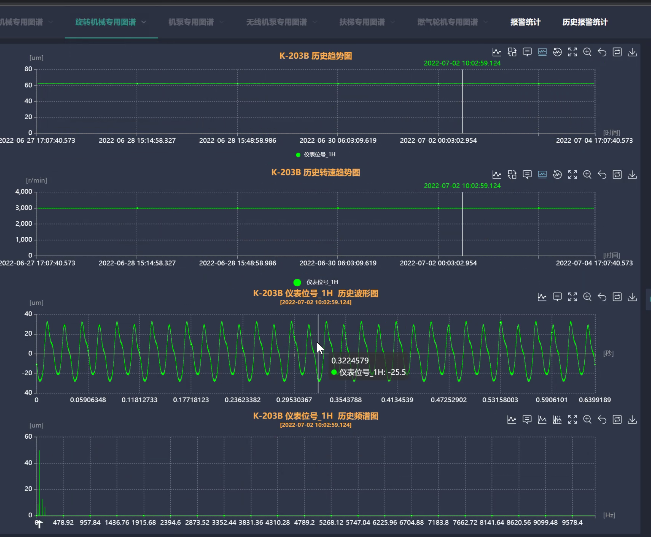 机械专用图谱 旋转机械专用图谱 机泵专用图谱 无线机泵专用图谱 扶梯专用图谱 燃气轮机专用图谱 报警统计 历史报警统计
K-203B 历史趋势图
[um]
2022-07-02 10:02:59.124
80
60
40
20
0
[时间]
2022-06-27 17:07:40.573 2022-06-28 15:14:58.327 2022-06-28 15:48:58.986 2022-06-30 06:03:09.619 2022-07-02 00:03:02.954 2022-07-04 17:07:40.573
仪表位号_1H
K-203B 历史转速趋势图
[r/min]
2022-07-02 10:02:59.124
4,000
3,000
2,000
1,000
0
[时间]
2022-06-27 17:07:40.573 2022-06-28 15:14:58.327 2022-06-28 15:48:58.986 2022-06-30 06:03:09.619 2022-07-02 00:03:02.954 2022-07-04 17:07:40.573
仪表位号_1H
K-203B 仪表位号_1H 历史波形图
[2022-07-02 10:02:59.124]
[um]
40
20
0
-20
40
[秒]
0.3224579
仪表位号_1H: -25.5
0 0.05906348 0.11812733 0.17718123 0.23623382 0.29530367 0.3543788 0.4134539 0.47252902 0.53158003 0.5906101 0.6399189
K-203B 仪表位号_1H 历史频谱图
[2022-07-02 10:02:59.124]
[um]
60
40
20
0
[Hz]
478.92 957.84 1436.76 1915.68 2394.6 2873.52 3352.44 3831.36 4310.28 4789.2 5268.12 5747.04 6225.96 6704.88 7183.8 7662.72 8141.64 8620.56 9099.48 9578.4